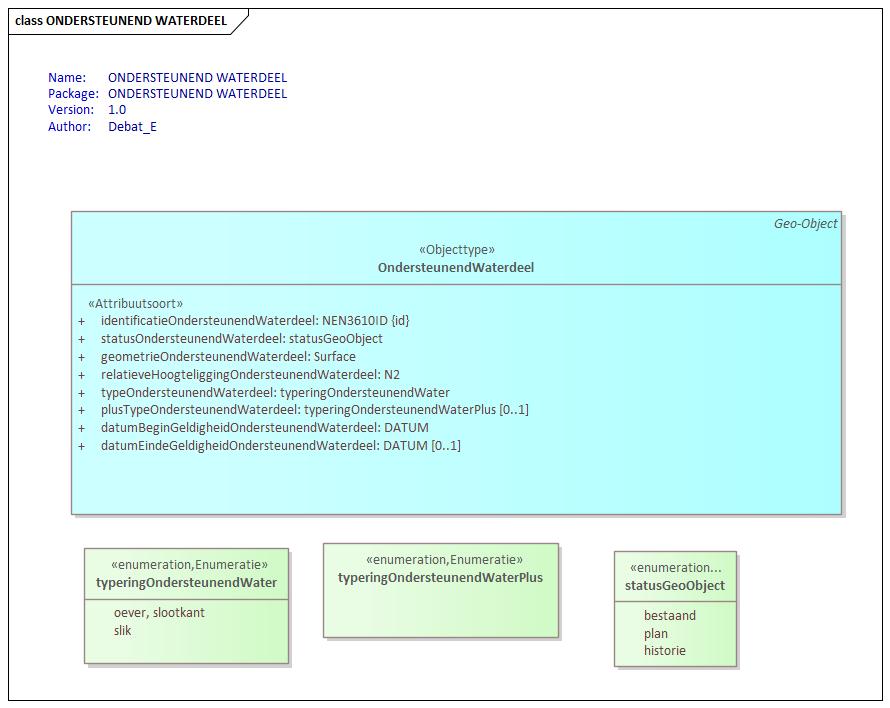 class ONDERSTEUNEND WATERDEEL
Name: ONDERSTEUNEND WATERDEEL
Package: ONDERSTEUNEND WATERDEEL
Version: 1.0
Author: Debat_E
Geo-Object
«Objecttype»
OndersteunendWaterdeel
«Attribuutsoort»
+ identificatieOndersteunendWaterdeel: NEN3610ID {id}
+ statusOndersteunendWaterdeel: statusGeoObject
+ geometrieOndersteunendWaterdeel: Surface
+ relatieveHoogteliggingOndersteunendWaterdeel: N2
+ typeOndersteunendWaterdeel: typeringOndersteunendWater
+ plusTypeOndersteunendWaterdeel: typeringOndersteunendWaterPlus [0..1]
+ datumBeginGeldigheidOndersteunendWaterdeel: DATUM
+ datumEindeGeldigheidOndersteunendWaterdeel: DATUM [0..1]
«enumeration,Enumeratie»
typeringOndersteunendWater
oever, slootkant
slik
«enumeration,Enumeratie»
typeringOndersteunendWaterPlus
«enumeration...
statusGeoObject
bestaand
plan
historie